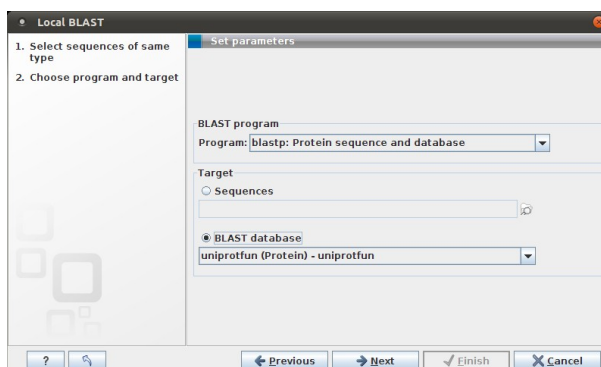 Local BLAST
1. Select sequences of same
type
2. Choose program and target
Set parameters
BLAST program
Program: blastp: Protein sequence and database
Target
Sequences
BLAST database
uniprotfun (Protein) - uniprotfun
? Previous Next Finish Cancel